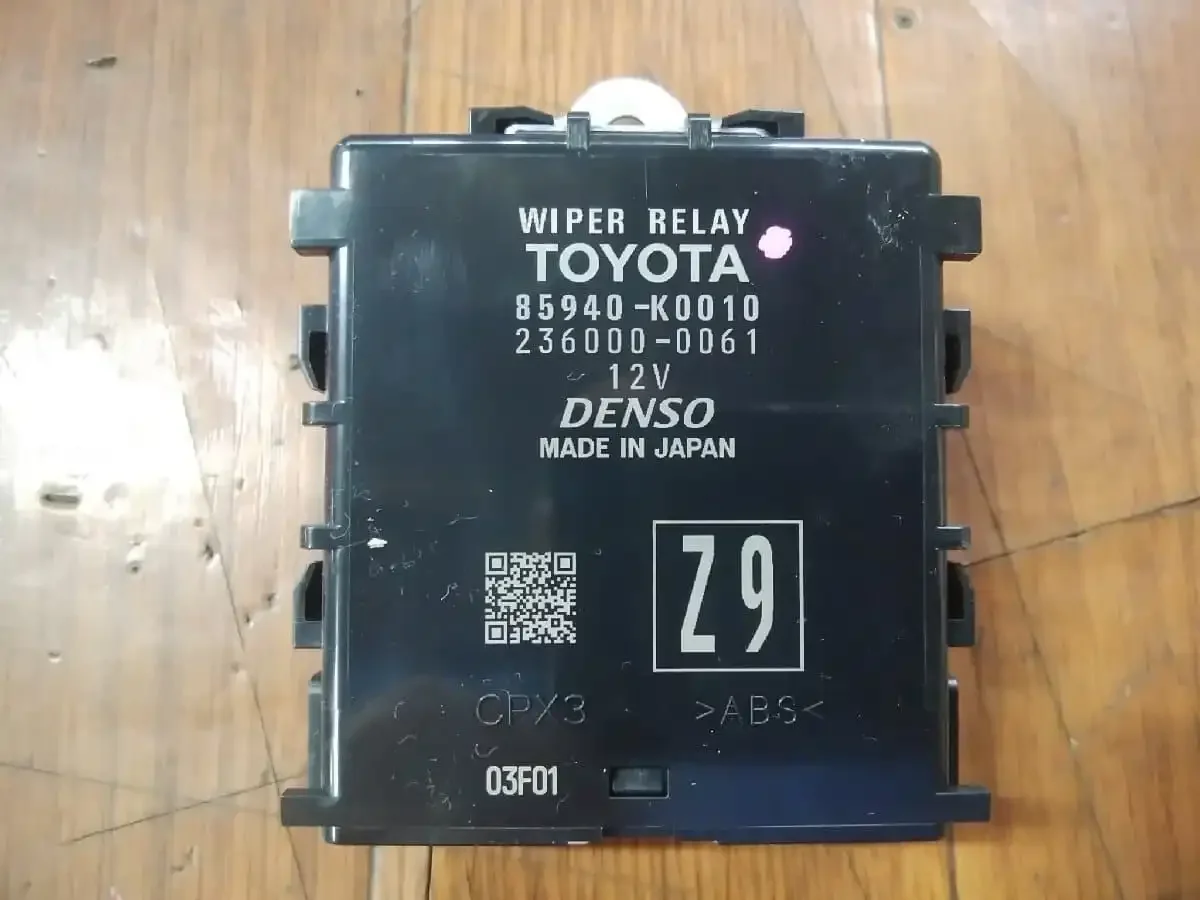 WIPER RELAY
TOYOTA
85940-K0010
236000-0061
12V
DENSO
MADE IN JAPAN
Z9
CPX3 >ABS<
03F01